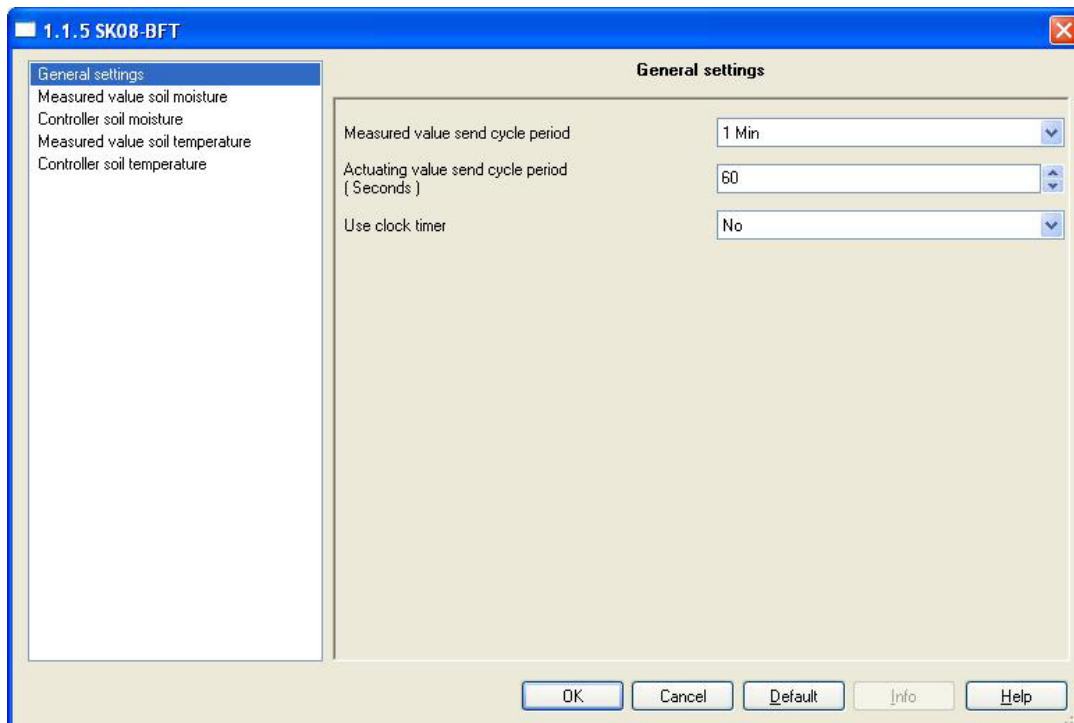 1.1.5 SK08-BFT
General settings
Measured value soil moisture
Controller soil moisture
Measured value soil temperature
Controller soil temperature
General settings
Measured value send cycle period
1 Min
Actuating value send cycle period
( Seconds )
60
Use clock timer
No
OK
Cancel
Default
Info
Help